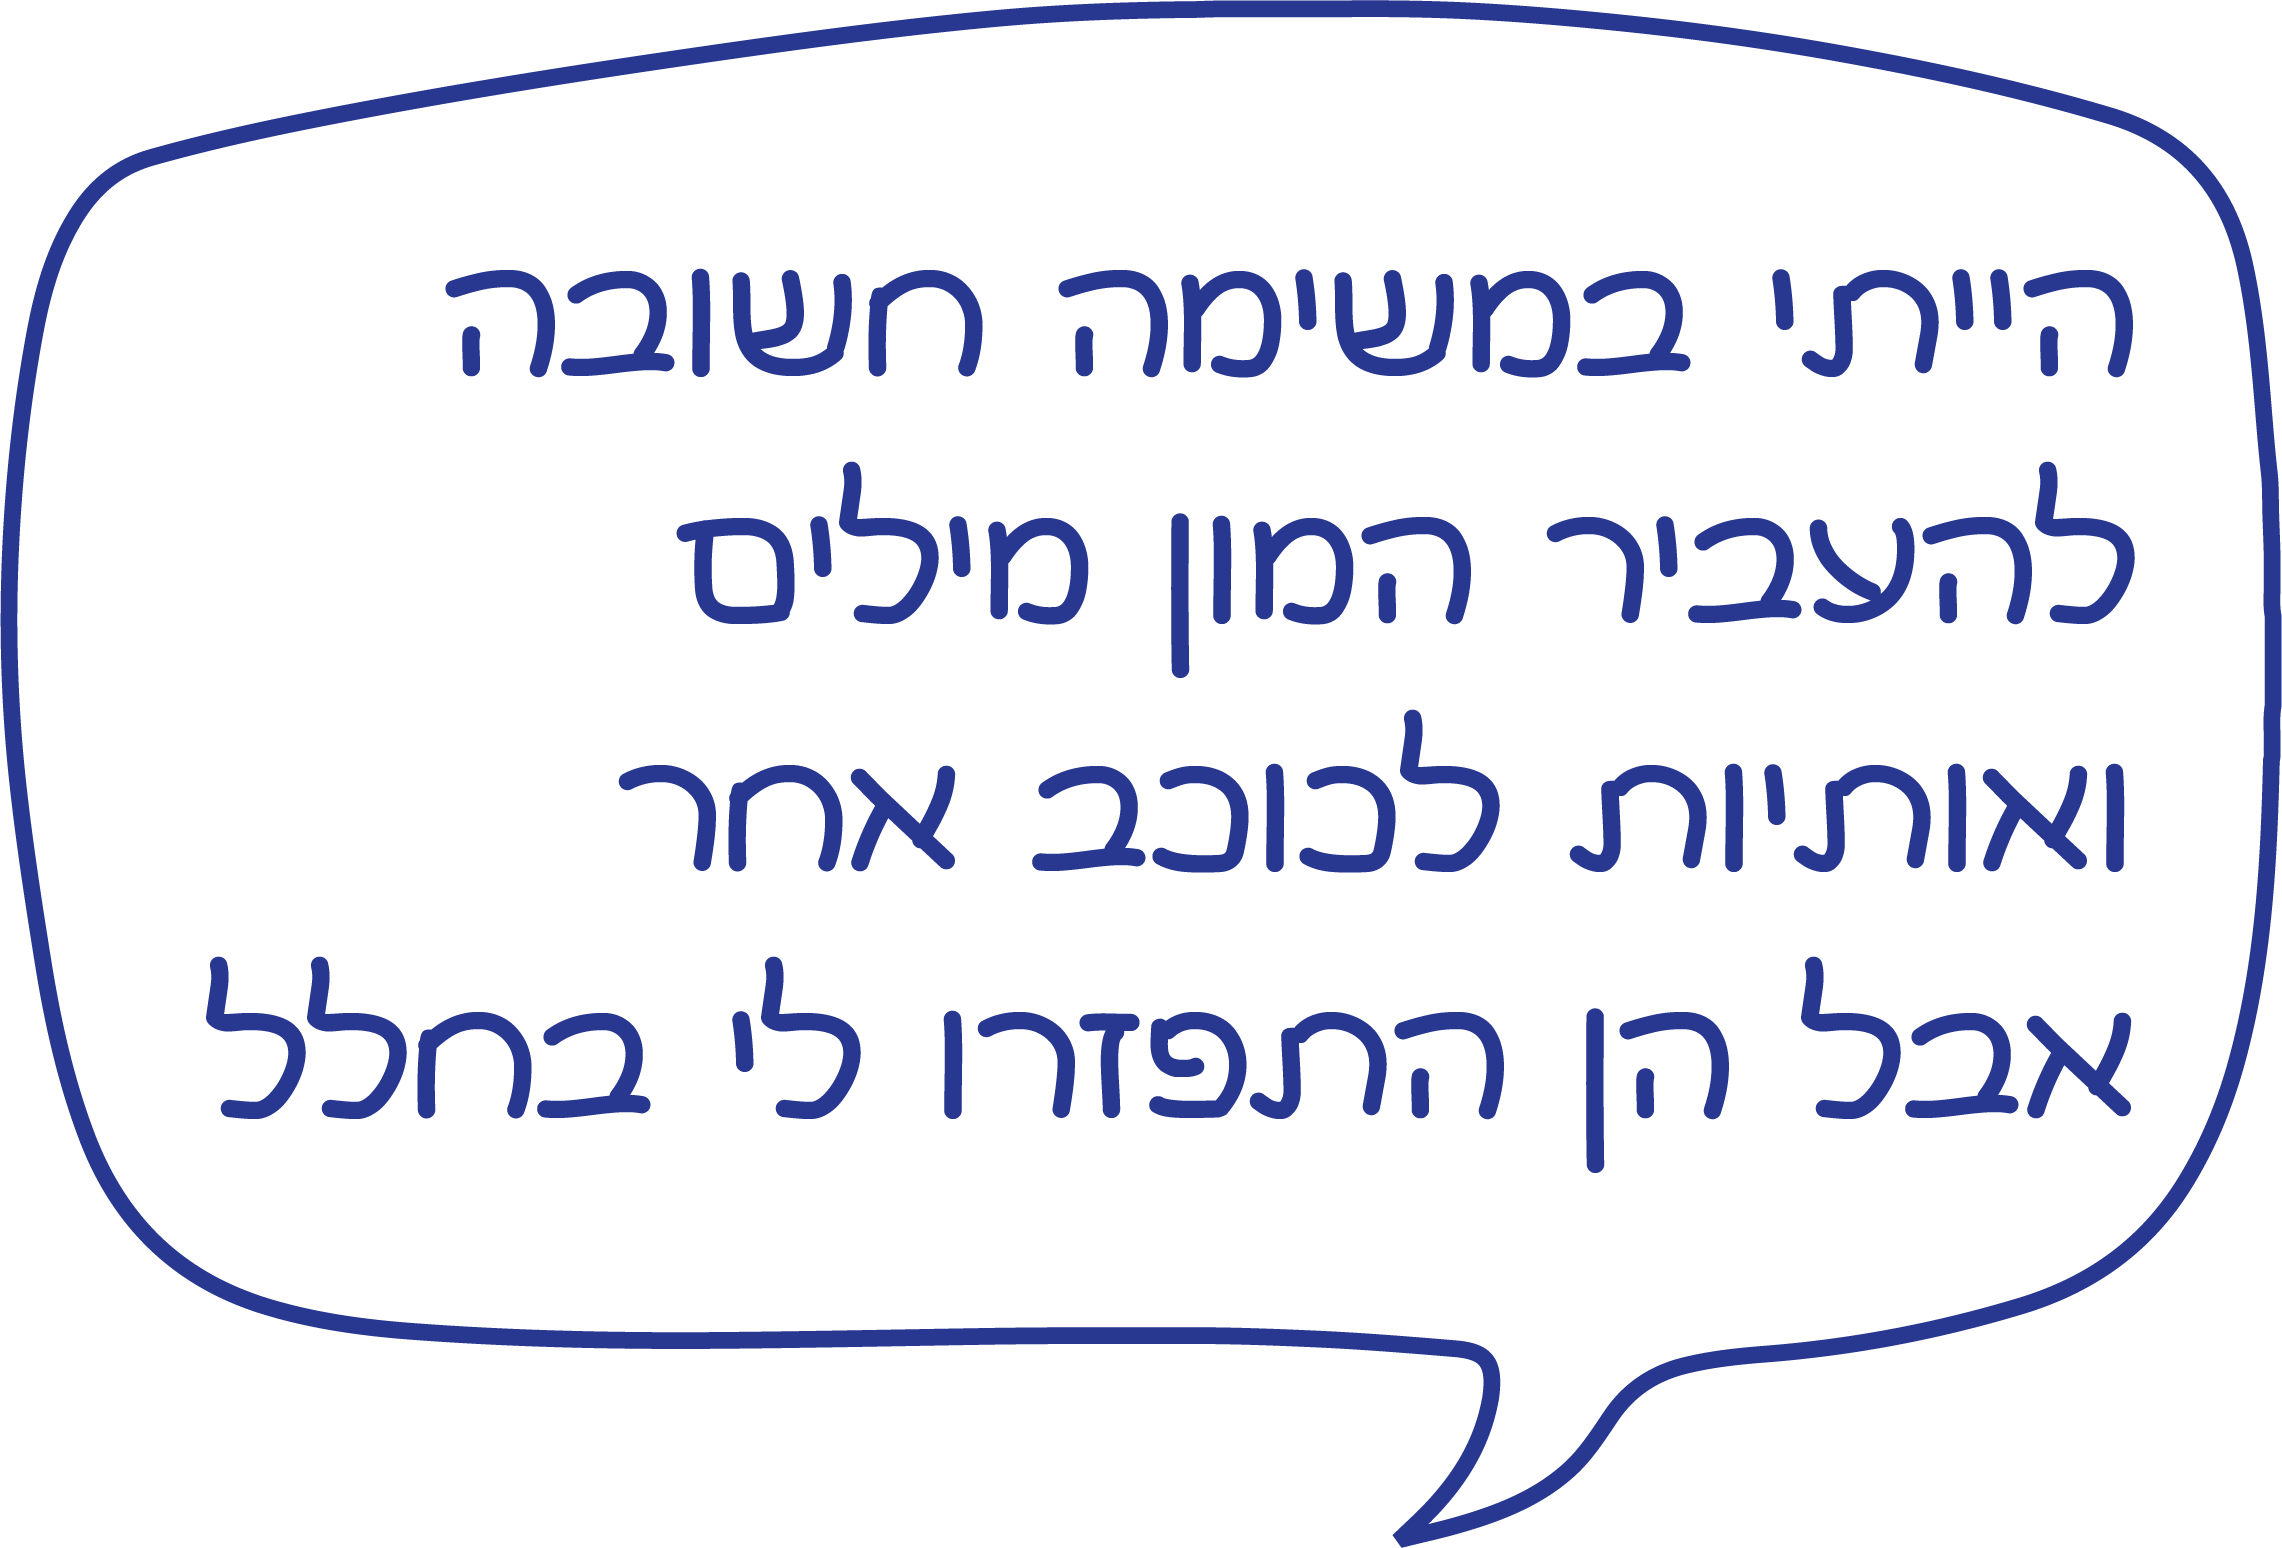 הייתי במשימה חשובה
להעביר המון מילים
ואותיות לכוכב אחר
אבל הן התפזרו לי בחלל